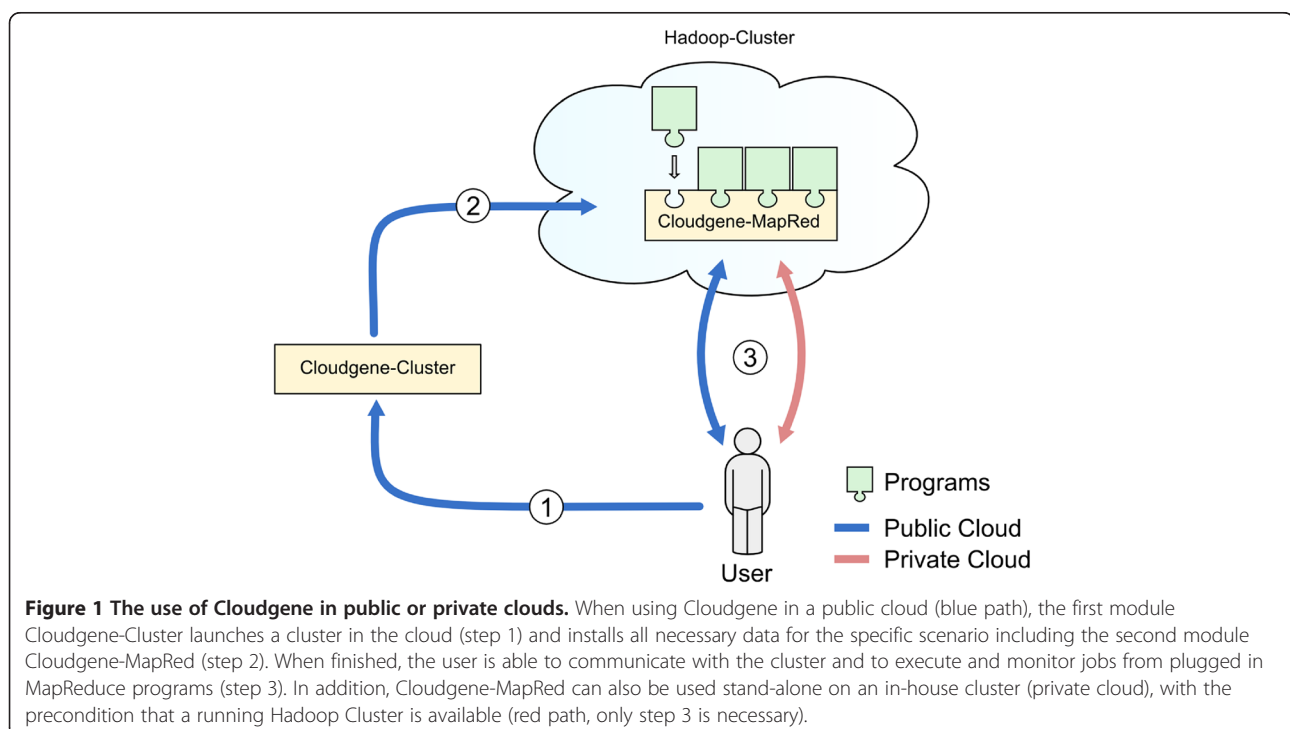 Hadoop-Cluster
Cloudgene-MapRed
2
Cloudgene-Cluster
3
1
User
Programs
Public Cloud
Private Cloud
Figure 1 The use of Cloudgene in public or private clouds. When using Cloudgene in a public cloud (blue path), the first module
Cloudgene-Cluster launches a cluster in the cloud (step 1) and installs all necessary data for the specific scenario including the second module
Cloudgene-MapRed (step 2). When finished, the user is able to communicate with the cluster and to execute and monitor jobs from plugged in
MapReduce programs (step 3). In addition, Cloudgene-MapRed can also be used stand-alone on an in-house cluster (private cloud), with the
precondition that a running Hadoop Cluster is available (red path, only step 3 is necessary).